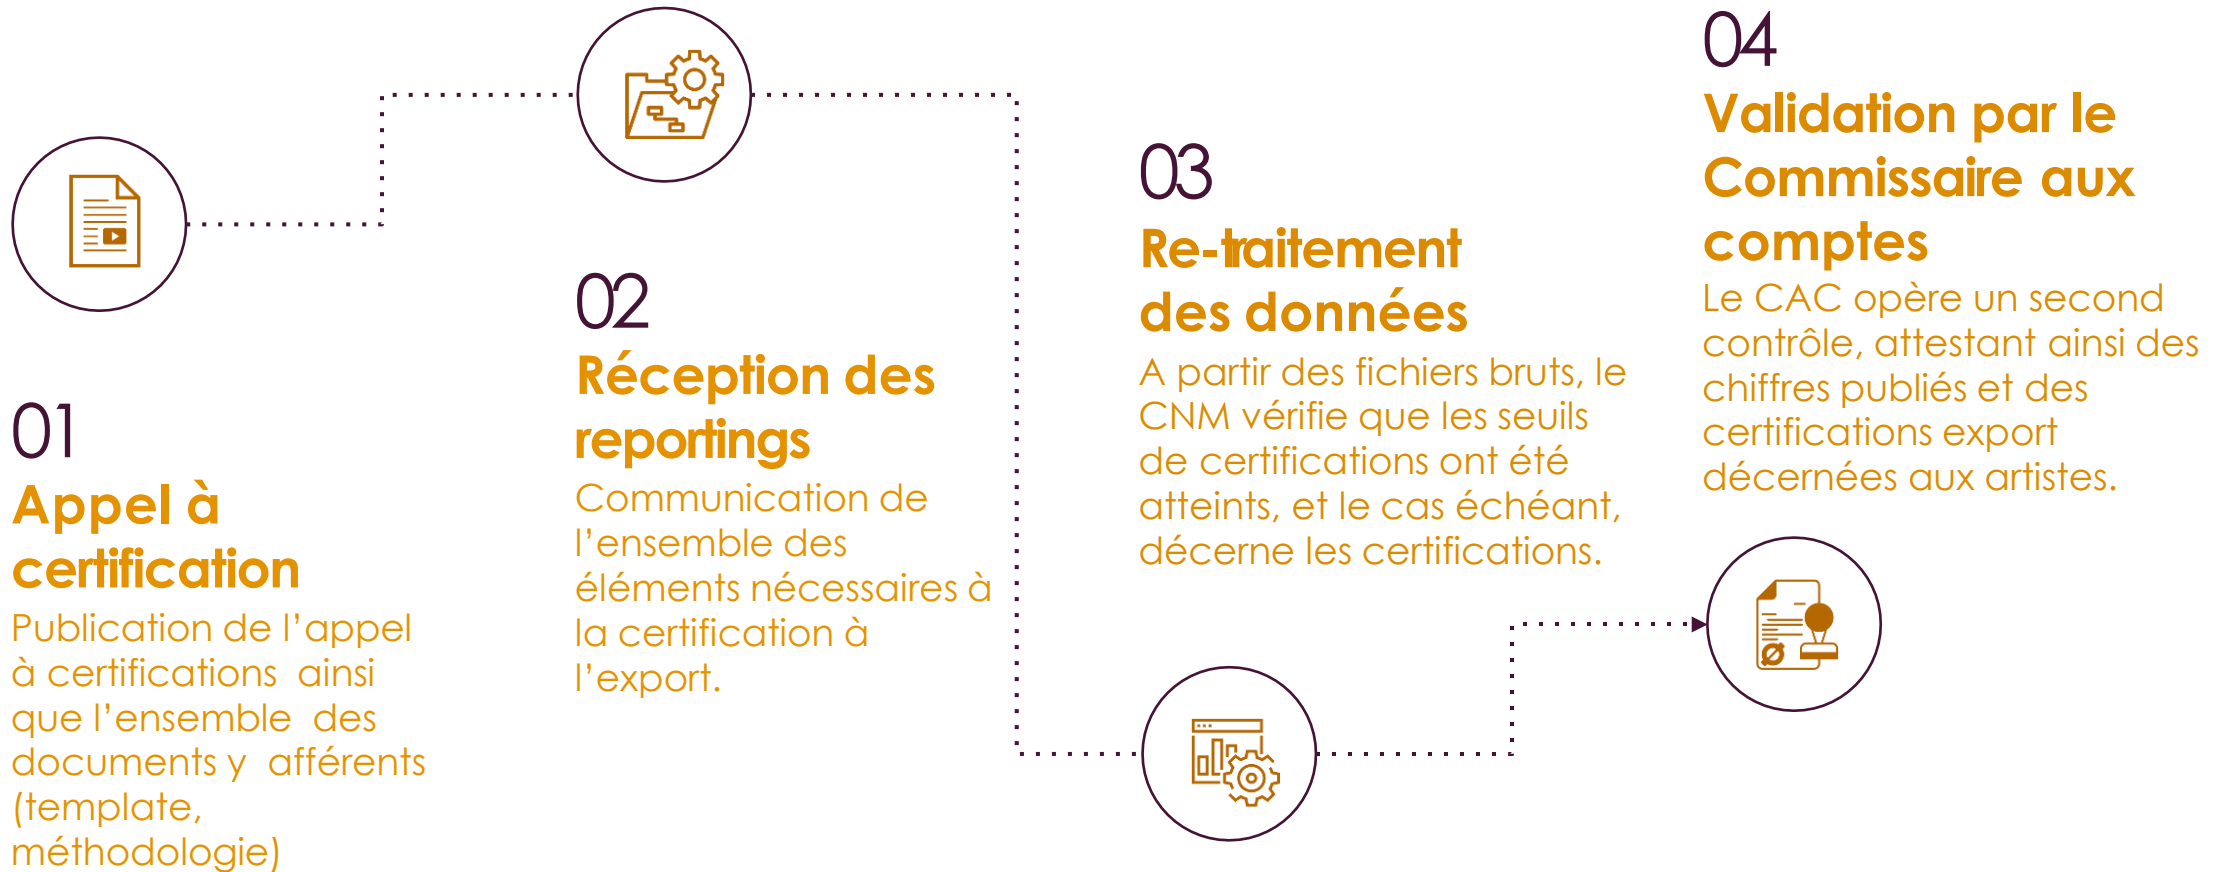 01
Appel à
certification
Publication de l’appel
à certifications ainsi
que l’ensemble des
documents y afférents
(template,
méthodologie)
02
Réception des
reportings
Communication de
l’ensemble des
éléments nécessaires à
la certification à
l’export.
03
Re-traitement
des données
A partir des fichiers bruts, le
CNM vérifie que les seuils
de certifications ont été
atteints, et le cas échéant,
décerne les certifications.
04
Validation par le
Commissaire aux
comptes
Le CAC opère un second
contrôle, attestant ainsi des
chiffres publiés et des
certifications export
décernées aux artistes.